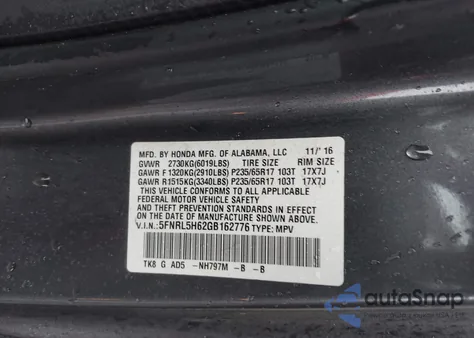 MFD. BY HONDA MFG. OF ALABAMA, LLC 11/'16
GVWR 2730KG(6019LBS) TIRE SIZE RIM SIZE
GAWR F 1320KG(2910LBS) P235/65R17 103T 17X7J
GAWR R1515KG(3340LBS) P235/65R17 103T 17X7J
THIS VEHICLE CONFORMS TO ALL APPLICABLE
FEDERAL MOTOR VEHICLE SAFETY STANDARDS IN
EFFECT ON THE DATE OF MANUFACTURE SHOWN ABOVE.
V.I.N.: 5FNRL5H62GB162776 TYPE: MPV
TK8 G AD5 -NH797M -B -B
autoSnap